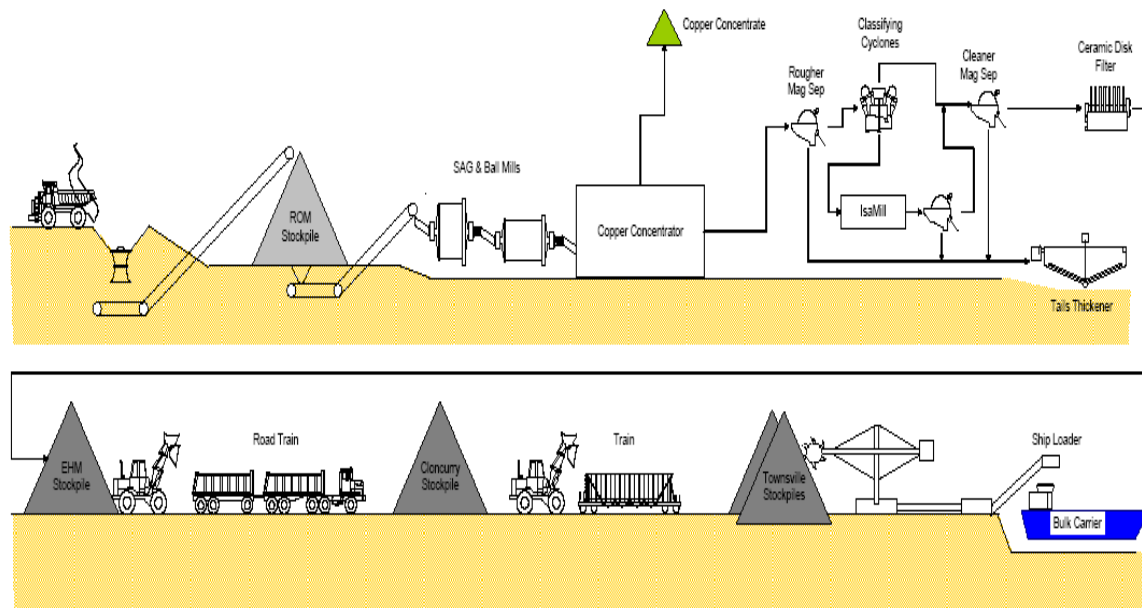 Copper Concentrate
Classifying
Cyclones
Cleaner
Mag Sep
Ceramic Disk
Filter
Rougher
Mag Sep
SAG & Ball Mills
ROM
Stockpile
Copper Concentrator
IsaMill
Tails Thickener
EHM
Stockpile
Road Train
Cloncurry
Stockpile
Train
Townsville
Stockpiles
Ship Loader
Bulk Carrier